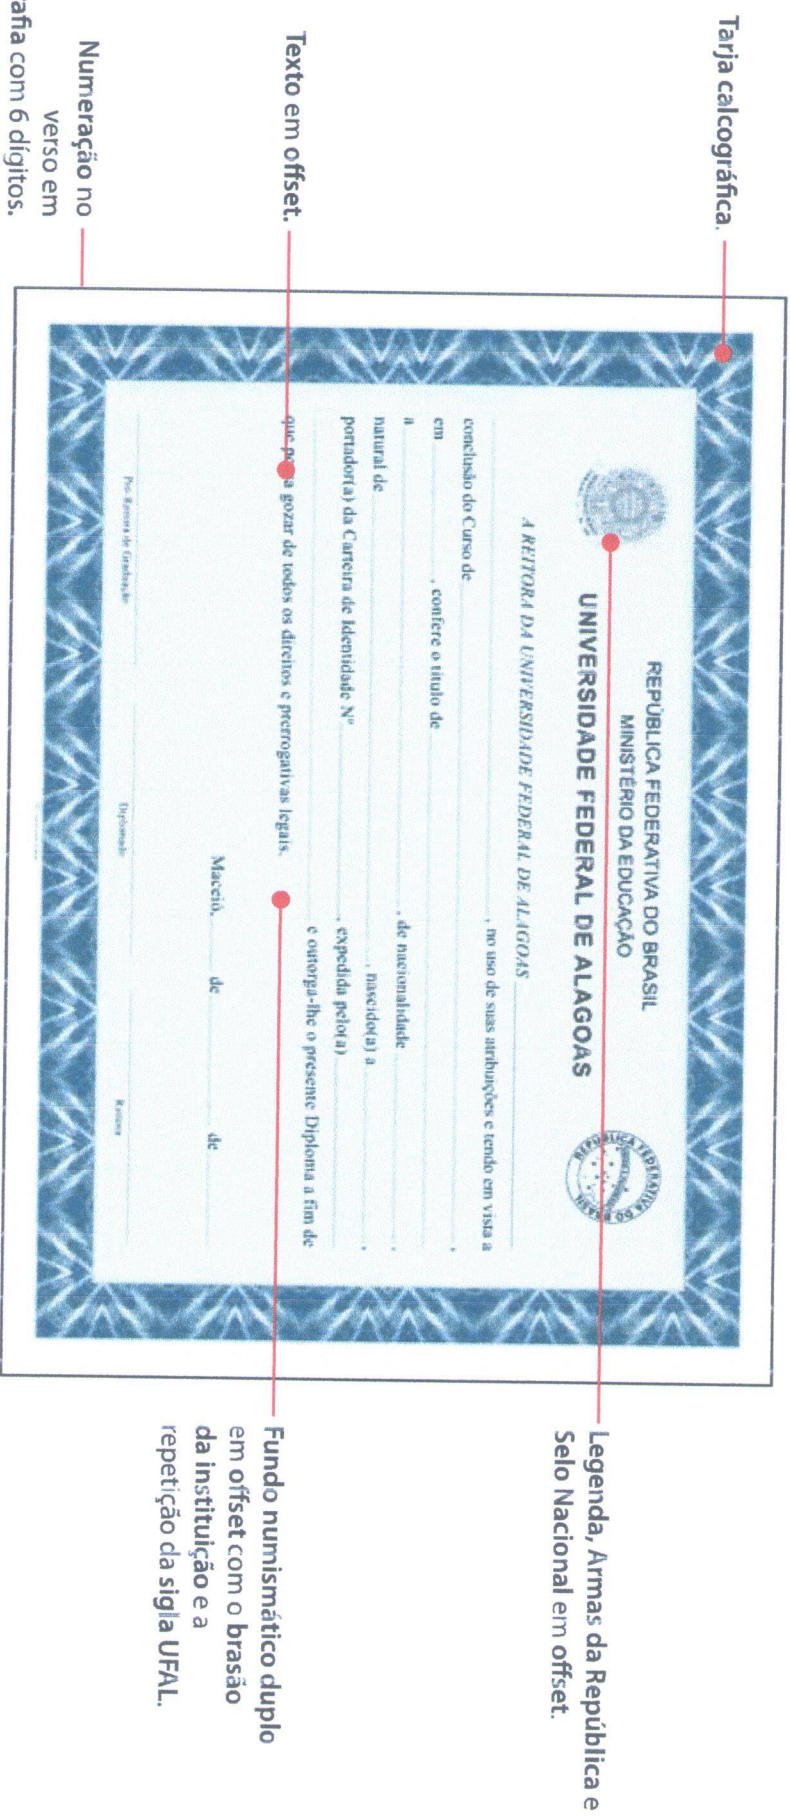 Tarja calcográfica.
Texto em offset.
Numeração no
verso em
afia com 6 dígitos.
REPÚBLICA FEDERATIVA DO BRASIL
MINISTÉRIO DA EDUCAÇÃO
UNIVERSIDADE FEDERAL DE ALAGOAS
REPÚBLICA FEDERATIVA DO BRASIL
A REITORA DA UNIVERSIDADE FEDERAL DE ALAGOAS
, no uso de suas atribuições e tendo em vista a
conclusão do Curso de ,
em , confere o título de
a , de nacionalidade ,
natural de , nascido(a) a ,
portador(a) da Carteira de Identidade Nº , expedida pelo(a)
e outorga-lhe o presente Diploma a fim de
que a gozar de todos os direitos e prerrogativas legais.
Maceió, de de
Pró-Reitora de Graduação Diplomado Reitora
Legenda, Armas da República e
Selo Nacional em offset.
Fundo numismático duplo
em offset com o brasão
da instituição e a
repetição da sigla UFAL.